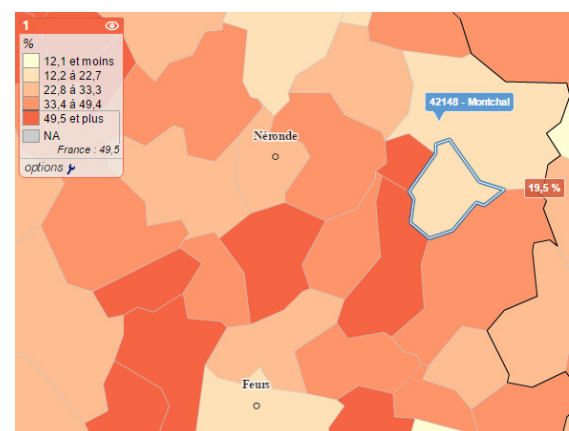 1
%
12,1 et moins
12,2 à 22,7
22,8 à 33,3
33,4 à 49,4
49,5 et plus
NA
France : 49,5
options
42148 - Montchal
Néronde
19,5 %
Feurs